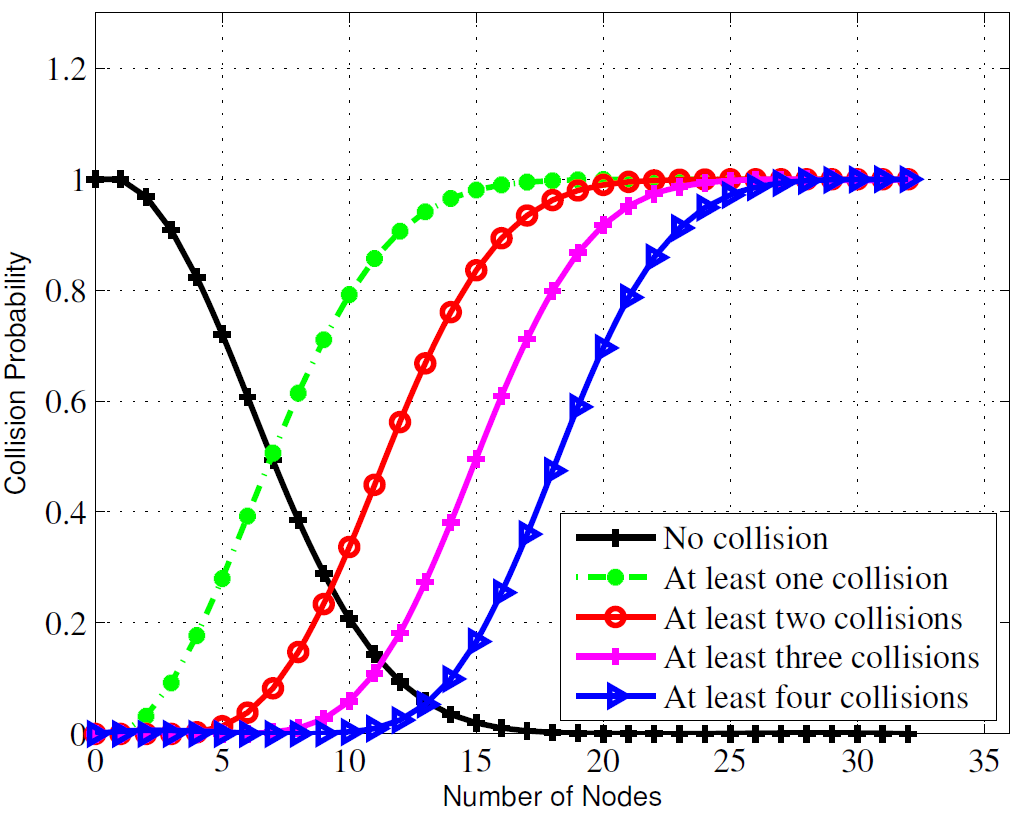 1.2
1
0.8
0.6
0.4
0.2
0
0 5 10 15 20 25 30 35
Collision Probability
Number of Nodes
No collision
At least one collision
At least two collisions
At least three collisions
At least four collisions